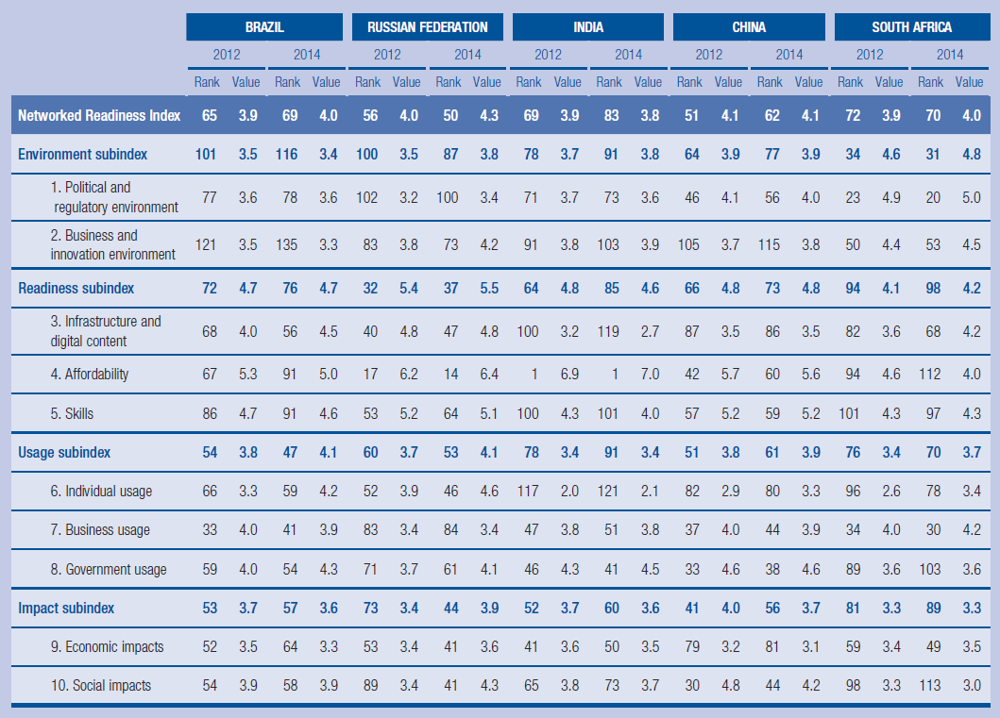 BRAZIL RUSSIAN FEDERATION INDIA CHINA SOUTH AFRICA
2012 2014 2012 2014 2012 2014 2012 2014 2012 2014
Rank Value Rank Value Rank Value Rank Value Rank Value Rank Value Rank Value Rank Value Rank Value Rank Value
Networked Readiness Index 65 3.9 69 4.0 56 4.0 50 4.3 69 3.9 83 3.8 51 4.1 62 4.1 72 3.9 70 4.0
Environment subindex 101 3.5 116 3.4 100 3.5 87 3.8 78 3.7 91 3.8 64 3.9 77 3.9 34 4.6 31 4.8
1. Political and
regulatory environment 77 3.6 78 3.6 102 3.2 100 3.4 71 3.7 73 3.6 46 4.1 56 4.0 23 4.9 20 5.0
2. Business and
innovation environment 121 3.5 135 3.3 83 3.8 73 4.2 91 3.8 103 3.9 105 3.7 115 3.8 50 4.4 53 4.5
Readiness subindex 72 4.7 76 4.7 32 5.4 37 5.5 64 4.8 85 4.6 66 4.8 73 4.8 94 4.1 98 4.2
3. Infrastructure and
digital content 68 4.0 56 4.5 40 4.8 47 4.8 100 3.2 119 2.7 87 3.5 86 3.5 82 3.6 68 4.2
4. Affordability 67 5.3 91 5.0 17 6.2 14 6.4 1 6.9 1 7.0 42 5.7 60 5.6 94 4.6 112 4.0
5. Skills 86 4.7 91 4.6 53 5.2 64 5.1 100 4.3 101 4.0 57 5.2 59 5.2 101 4.3 97 4.3
Usage subindex 54 3.8 47 4.1 60 3.7 53 4.1 78 3.4 91 3.4 51 3.8 61 3.9 76 3.4 70 3.7
6. Individual usage 66 3.3 59 4.2 52 3.9 46 4.6 117 2.0 121 2.1 82 2.9 80 3.3 96 2.6 78 3.4
7. Business usage 33 4.0 41 3.9 83 3.4 84 3.4 47 3.8 51 3.8 37 4.0 44 3.9 34 4.0 30 4.2
8. Government usage 59 4.0 54 4.3 71 3.7 61 4.1 46 4.3 41 4.5 33 4.6 38 4.6 89 3.6 103 3.6
Impact subindex 53 3.7 57 3.6 73 3.4 44 3.9 52 3.7 60 3.6 41 4.0 56 3.7 81 3.3 89 3.3
9. Economic impacts 52 3.5 64 3.3 53 3.4 41 3.6 41 3.6 50 3.5 79 3.2 81 3.1 59 3.4 49 3.5
10. Social impacts 54 3.9 58 3.9 89 3.4 41 4.3 65 3.8 73 3.7 30 4.8 44 4.2 98 3.3 113 3.0